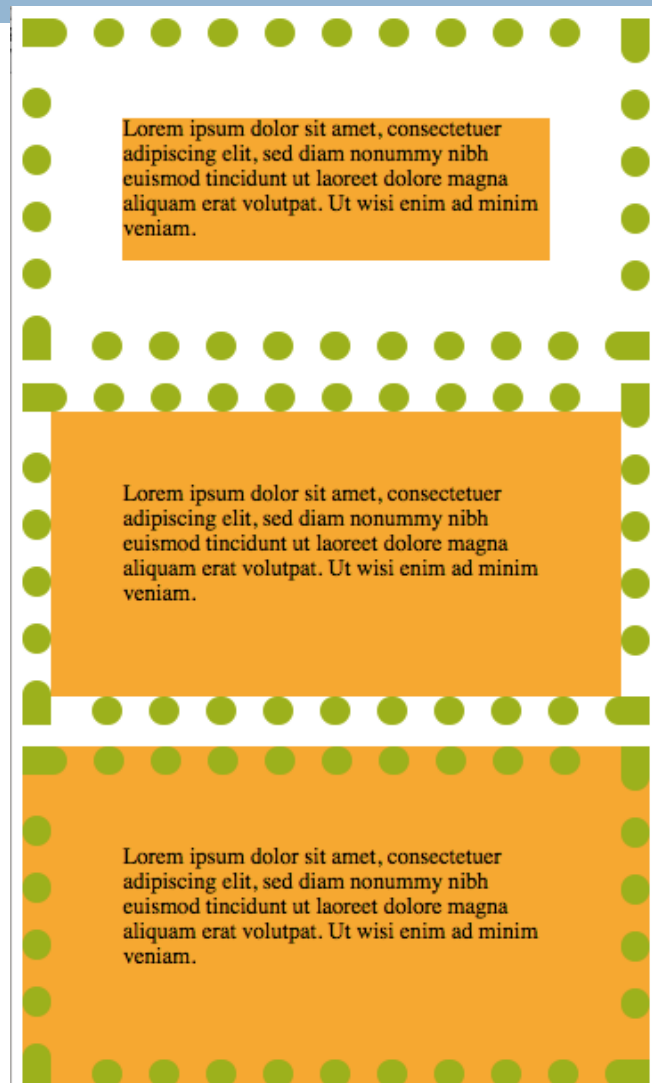 Lorem ipsum dolor sit amet, consectetuer
adipiscing elit, sed diam nonummy nibh
euismod tincidunt ut laoreet dolore magna
aliquam erat volutpat. Ut wisi enim ad minim
veniam.
Lorem ipsum dolor sit amet, consectetuer
adipiscing elit, sed diam nonummy nibh
euismod tincidunt ut laoreet dolore magna
aliquam erat volutpat. Ut wisi enim ad minim
veniam.
Lorem ipsum dolor sit amet, consectetuer
adipiscing elit, sed diam nonummy nibh
euismod tincidunt ut laoreet dolore magna
aliquam erat volutpat. Ut wisi enim ad minim
veniam.